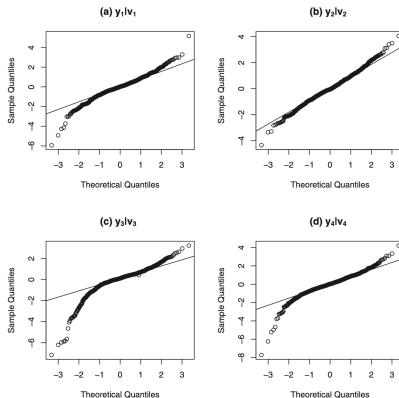 (a) y1|v1
Sample Quantiles
4
2
0
−2
−4
−6
−3 −2 −1 0 1 2 3
Theoretical Quantiles
(b) y2|v2
Sample Quantiles
4
2
0
−2
−4
−3 −2 −1 0 1 2 3
Theoretical Quantiles
(c) y3|v3
Sample Quantiles
2
0
−2
−4
−6
−3 −2 −1 0 1 2 3
Theoretical Quantiles
(d) y4|v4
Sample Quantiles
4
2
0
−2
−4
−6
−8
−3 −2 −1 0 1 2 3
Theoretical Quantiles